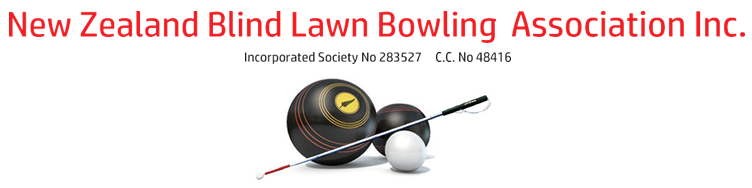 New Zealand Blind Lawn Bowling Association Inc.
Incorporated Society No 283527 C.C. No 48416